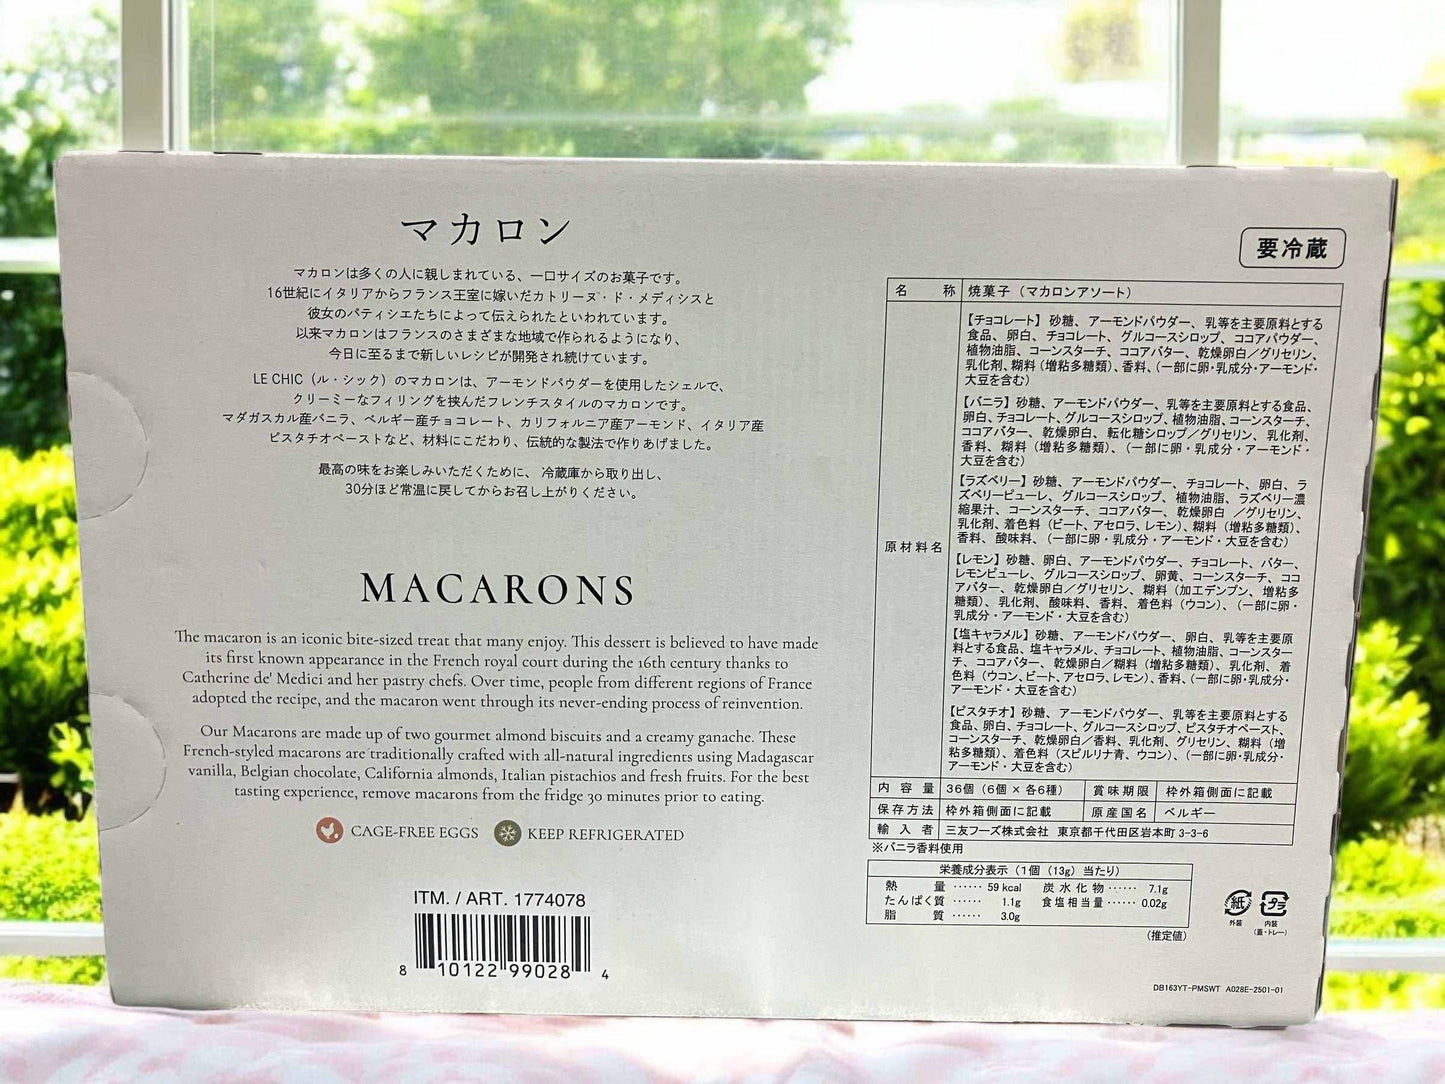 マカロン
マカロンは多くの人に親しまれている、一口サイズのお菓子です。
16世紀にイタリアからフランス王室に嫁いだカトリーヌ・ド・メディシスと
彼女のパティシエたちによって伝えられたといわれています。
以来マカロンはフランスのさまざまな地域で作られるようになり、
今日に至るまで新しいレシピが開発され続けています。
LE CHIC（ル・シック）のマカロンは、アーモンドパウダーを使用したシェルで、
クリーミーなフィリングを挟んだフレンチスタイルのマカロンです。
マダガスカル産バニラ、ベルギー産チョコレート、カリフォルニア産アーモンド、イタリア産
ピスタチオペーストなど、材料にこだわり、伝統的な製法で作りあげました。
最高の味をお楽しみいただくために、冷蔵庫から取り出し、
30分ほど常温に戻してからお召し上がりください。
MACARONS
The macaron is an iconic bite-sized treat that many enjoy. This dessert is believed to have made
its first known appearance in the French royal court during the 16th century thanks to
Catherine de' Medici and her pastry chefs. Over time, people from different regions of France
adopted the recipe, and the macaron went through its never-ending process of reinvention.
Our Macarons are made up of two gourmet almond biscuits and a creamy ganache. These
French-styled macarons are traditionally crafted with all-natural ingredients using Madagascar
vanilla, Belgian chocolate, California almonds, Italian pistachios and fresh fruits. For the best
tasting experience, remove macarons from the fridge 30 minutes prior to eating.
CAGE-FREE EGGS KEEP REFRIGERATED
ITM. / ART. 1774078
8 10122 99028 4
要冷蔵
名称 焼菓子（マカロンアソート）
原材料名
【チョコレート】砂糖、アーモンドパウダー、乳等を主要原料とする
食品、卵白、チョコレート、グルコースシロップ、ココアパウダー、
植物油脂、コーンスターチ、ココアバター、乾燥卵白／グリセリン、
乳化剤、糊料（増粘多糖類）、香料、（一部に卵・乳成分・アーモンド・
大豆を含む）
【バニラ】砂糖、アーモンドパウダー、乳等を主要原料とする食品、
卵白、チョコレート、グルコースシロップ、植物油脂、コーンスターチ、
ココアバター、乾燥卵白、転化糖シロップ／グリセリン、乳化剤、
香料、糊料（増粘多糖類）、（一部に卵・乳成分・アーモンド・
大豆を含む）
【ラズベリー】砂糖、アーモンドパウダー、チョコレート、卵白、ラ
ズベリーピューレ、グルコースシロップ、植物油脂、ラズベリー濃
縮果汁、コーンスターチ、ココアバター、乾燥卵白／グリセリン、
乳化剤、着色料（ビート、アセロラ、レモン）、糊料（増粘多糖類）、
香料、酸味料、（一部に卵・乳成分・アーモンド・大豆を含む）
【レモン】砂糖、卵白、アーモンドパウダー、チョコレート、バター、
レモンピューレ、グルコースシロップ、卵黄、コーンスターチ、ココ
アバター、乾燥卵白／グリセリン、糊料（加工デンプン、増粘多
糖類）、乳化剤、酸味料、香料、着色料（ウコン）、（一部に卵・
乳成分・アーモンド・大豆を含む）
【塩キャラメル】砂糖、アーモンドパウダー、卵白、乳等を主要原
料とする食品、塩キャラメル、チョコレート、植物油脂、コーンスター
チ、ココアバター、乾燥卵白／糊料（増粘多糖類）、乳化剤、着
色料（ウコン、ビート、アセロラ、レモン）、香料、（一部に卵・乳成分・
アーモンド・大豆を含む）
【ピスタチオ】砂糖、アーモンドパウダー、乳等を主要原料とする
食品、卵白、チョコレート、グルコースシロップ、ピスタチオペースト、
コーンスターチ、乾燥卵白／香料、乳化剤、グリセリン、糊料（増
粘多糖類）、着色料（スピルリナ青、ウコン）、（一部に卵・乳成分・
アーモンド・大豆を含む）
内容量 36個（6個×各6種） 賞味期限 枠外箱側面に記載
保存方法 枠外箱側面に記載 原産国名 ベルギー
輸入者 三友フーズ株式会社 東京都千代田区岩本町3-3-6
※バニラ香料使用
栄養成分表示（1個（13g）当たり）
熱量……59kcal 炭水化物……7.1g
たんぱく質……1.1g 食塩相当量……0.02g
脂質……3.0g
（推定値）
紙 プラ
外装 内装
（蓋・トレー）
DB163YT-PMSWT A028E-2501-01